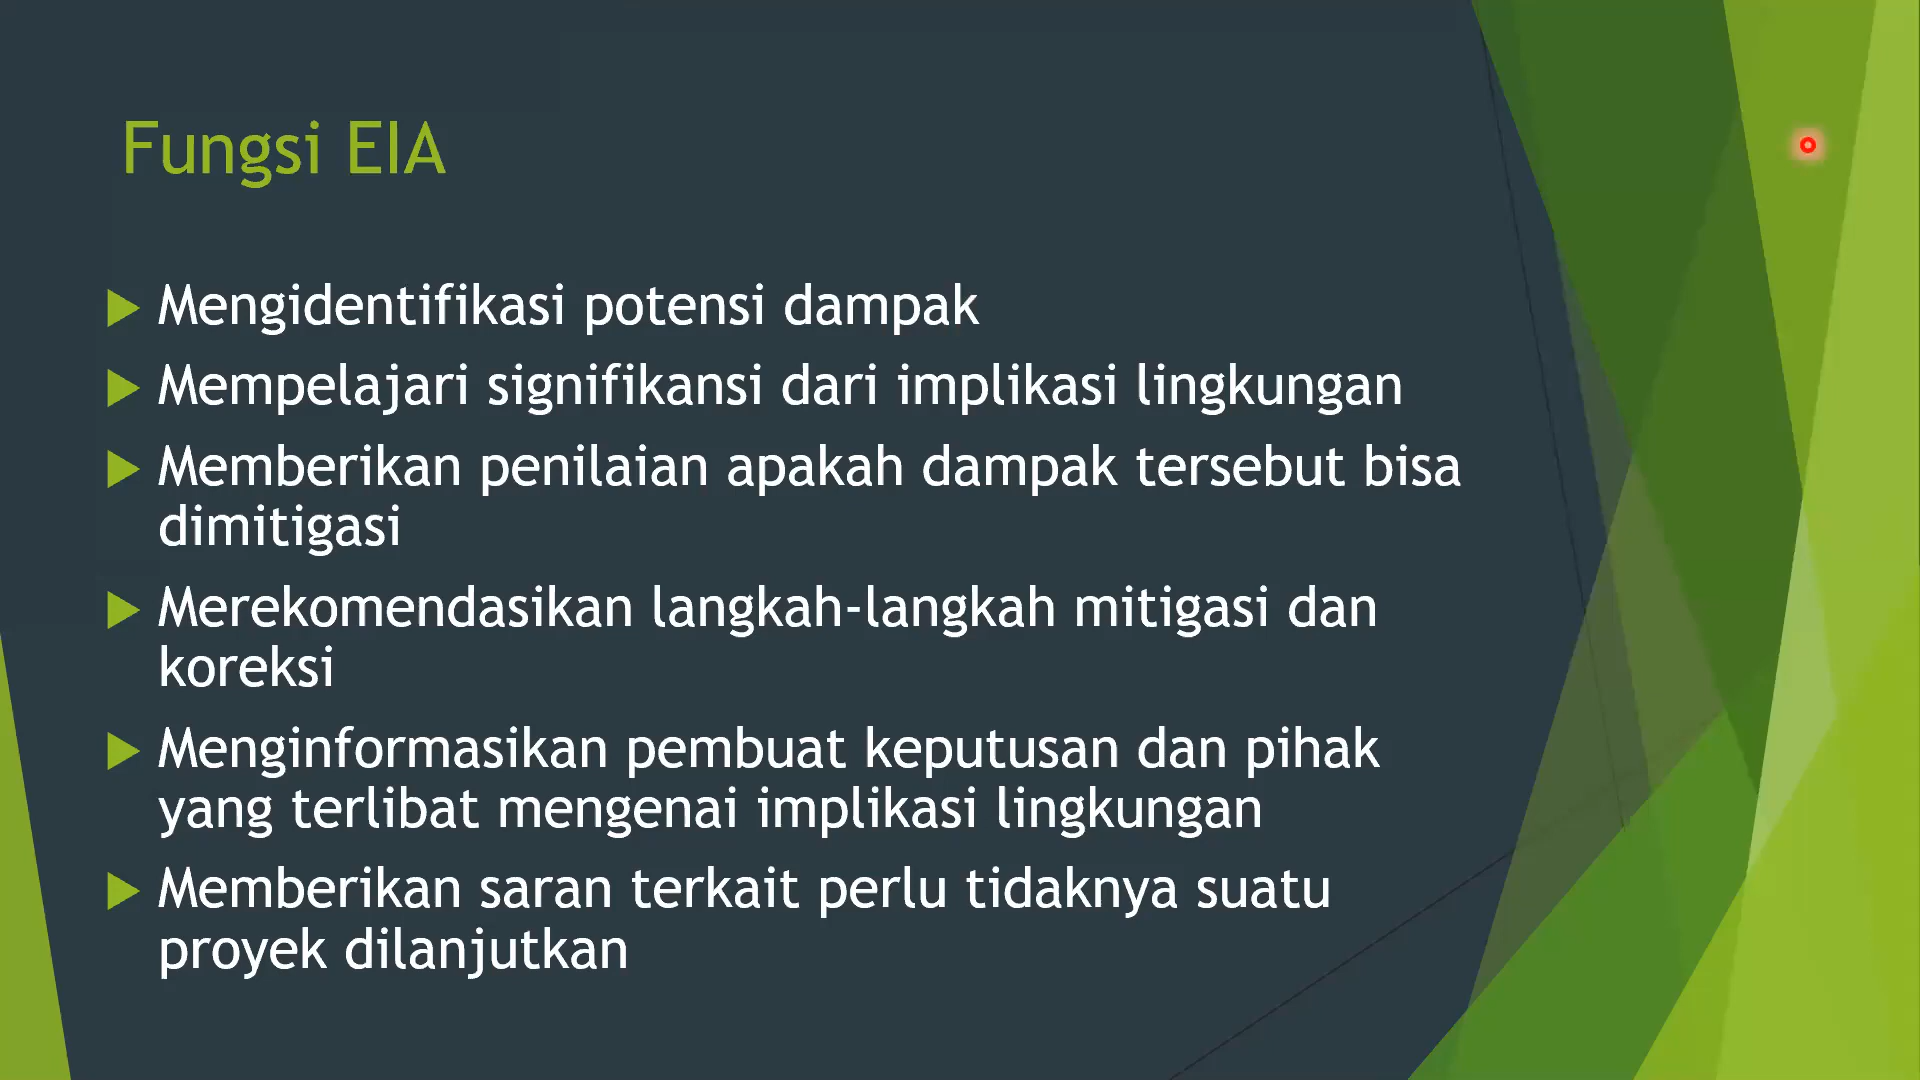 Fungsi EIA
Mengidentifikasi potensi dampak
Mempelajari signifikansi dari implikasi lingkungan
Memberikan penilaian apakah dampak tersebut bisa
dimitigasi
Merekomendasikan langkah-langkah mitigasi dan
koreksi
Menginformasikan pembuat keputusan dan pihak
yang terlibat mengenai implikasi lingkungan
Memberikan saran terkait perlu tidaknya suatu
proyek dilanjutkan